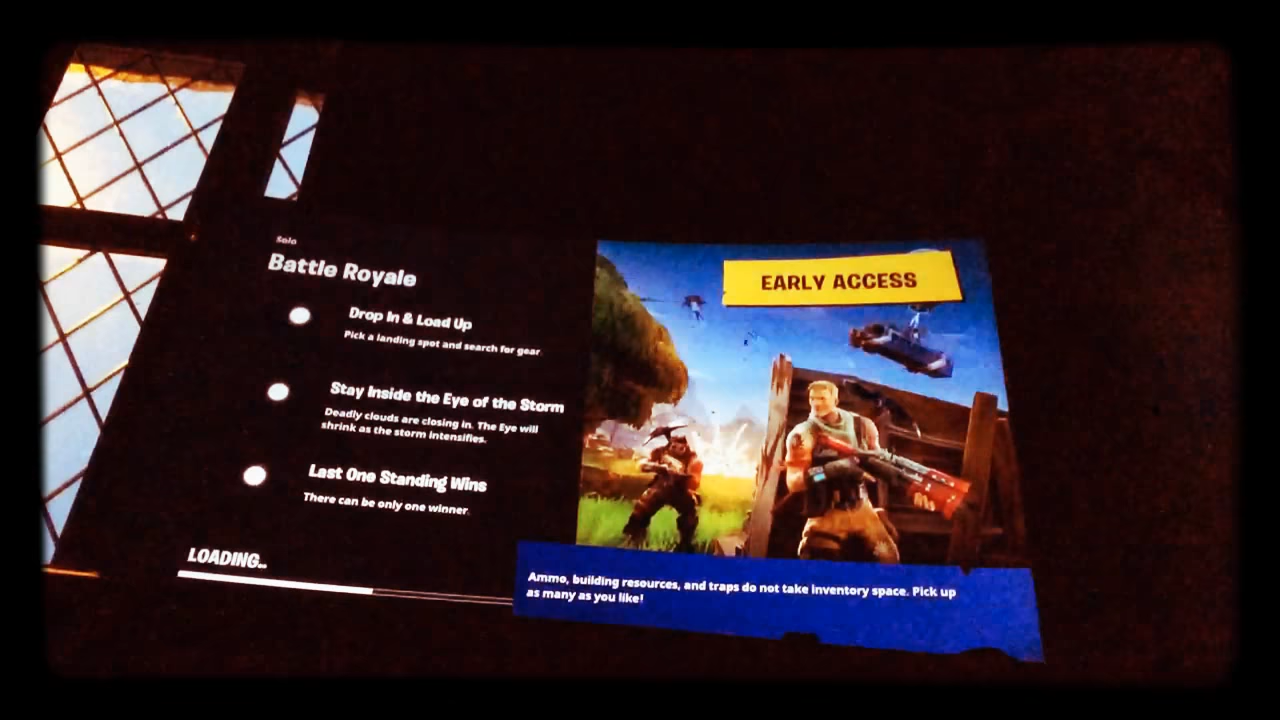 Solo
Battle Royale
EARLY ACCESS
Drop In & Load Up
Pick a landing spot and search for gear.
Stay Inside the Eye of the Storm
Deadly clouds are closing in. The Eye will
shrink as the storm intensifies.
Last One Standing Wins
There can be only one winner.
LOADING..
Ammo, building resources, and traps do not take inventory space. Pick up
as many as you like!